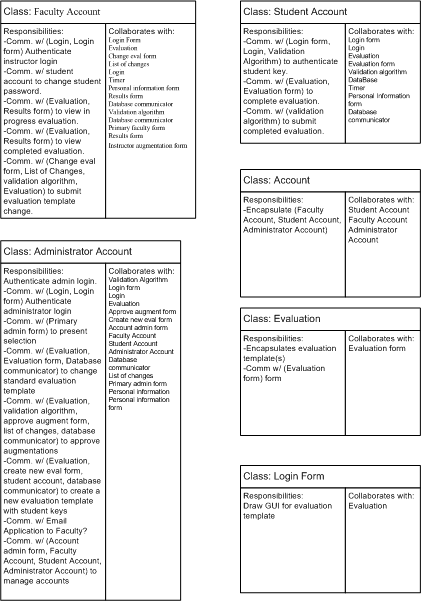 Class: Faculty Account
Responsibilities:
-Comm. w/ (Login, Login
form) Authenticate
instructor login
-Comm. w/ student
account to change student
password.
-Comm. w/ (Evaluation,
Results form) to view in
progress evaluation.
-Comm. w/ (Evaluation,
Results form) to view
completed evaluation.
-Comm. w/ (Change eval
form, List of Changes,
validation algorithm,
Evaluation) to submit
evaluation template
change.
Collaborates with:
Login Form
Evaluation
Change eval form
List of changes
Login
Timer
Personal information form
Results form
Database communicator
Validation algorithm
Database communicator
Primary faculty form
Results form
Instructor augmentation form
Class: Administrator Account
Responsibilities:
Authenticate admin login.
-Comm. w/ (Login, Login
form) Authenticate
administrator login
-Comm. w/ (Primary
admin form) to present
selection
-Comm. w/ (Evaluation,
Evaluation form, Database
communicator) to change
standard evaluation
template
-Comm. w/ (Evaluation,
validation algorithm,
approve augment form,
list of changes, database
communicator) to approve
augmentations
-Comm. w/ (Evaluation,
create new eval form,
student account, database
communicator) to create a
new evaluation template
with student keys
-Comm. w/ Email
Application to Faculty?
-Comm. w/ (Account
admin form, Faculty
Account, Student Account,
Administrator Account) to
manage accounts
Collaborates with:
Validation Algorithm
Login form
Login
Evaluation
Approve augment form
Create new eval form
Account admin form
Faculty Account
Student Account
Administrator Account
Database
communicator
List of changes
Primary admin form
Personal information
Personal information
form
Class: Student Account
Responsibilities:
-Comm. w/ (Login form,
Login, Validation
Algorithm) to authenticate
student key.
-Comm. w/ (Evaluation,
Evaluation form) to
complete evaluation.
-Comm. w/ (validation
algorithm) to submit
completed evaluation.
Collaborates with:
Login form
Login
Evaluation
Evaluation form
Validation algorithm
DataBase
Timer
Personal Information
form
Database
communicator
Class: Account
Responsibilities:
-Encapsulate (Faculty
Account, Student Account,
Administrator Account)
Collaborates with:
Student Account
Faculty Account
Administrator
Account
Class: Evaluation
Responsibilities:
-Encapsulates evaluation
template(s)
-Comm w/ (Evaluation
form) form
Collaborates with:
Evaluation form
Class: Login Form
Responsibilities:
Draw GUI for evaluation
template
Collaborates with:
Evaluation